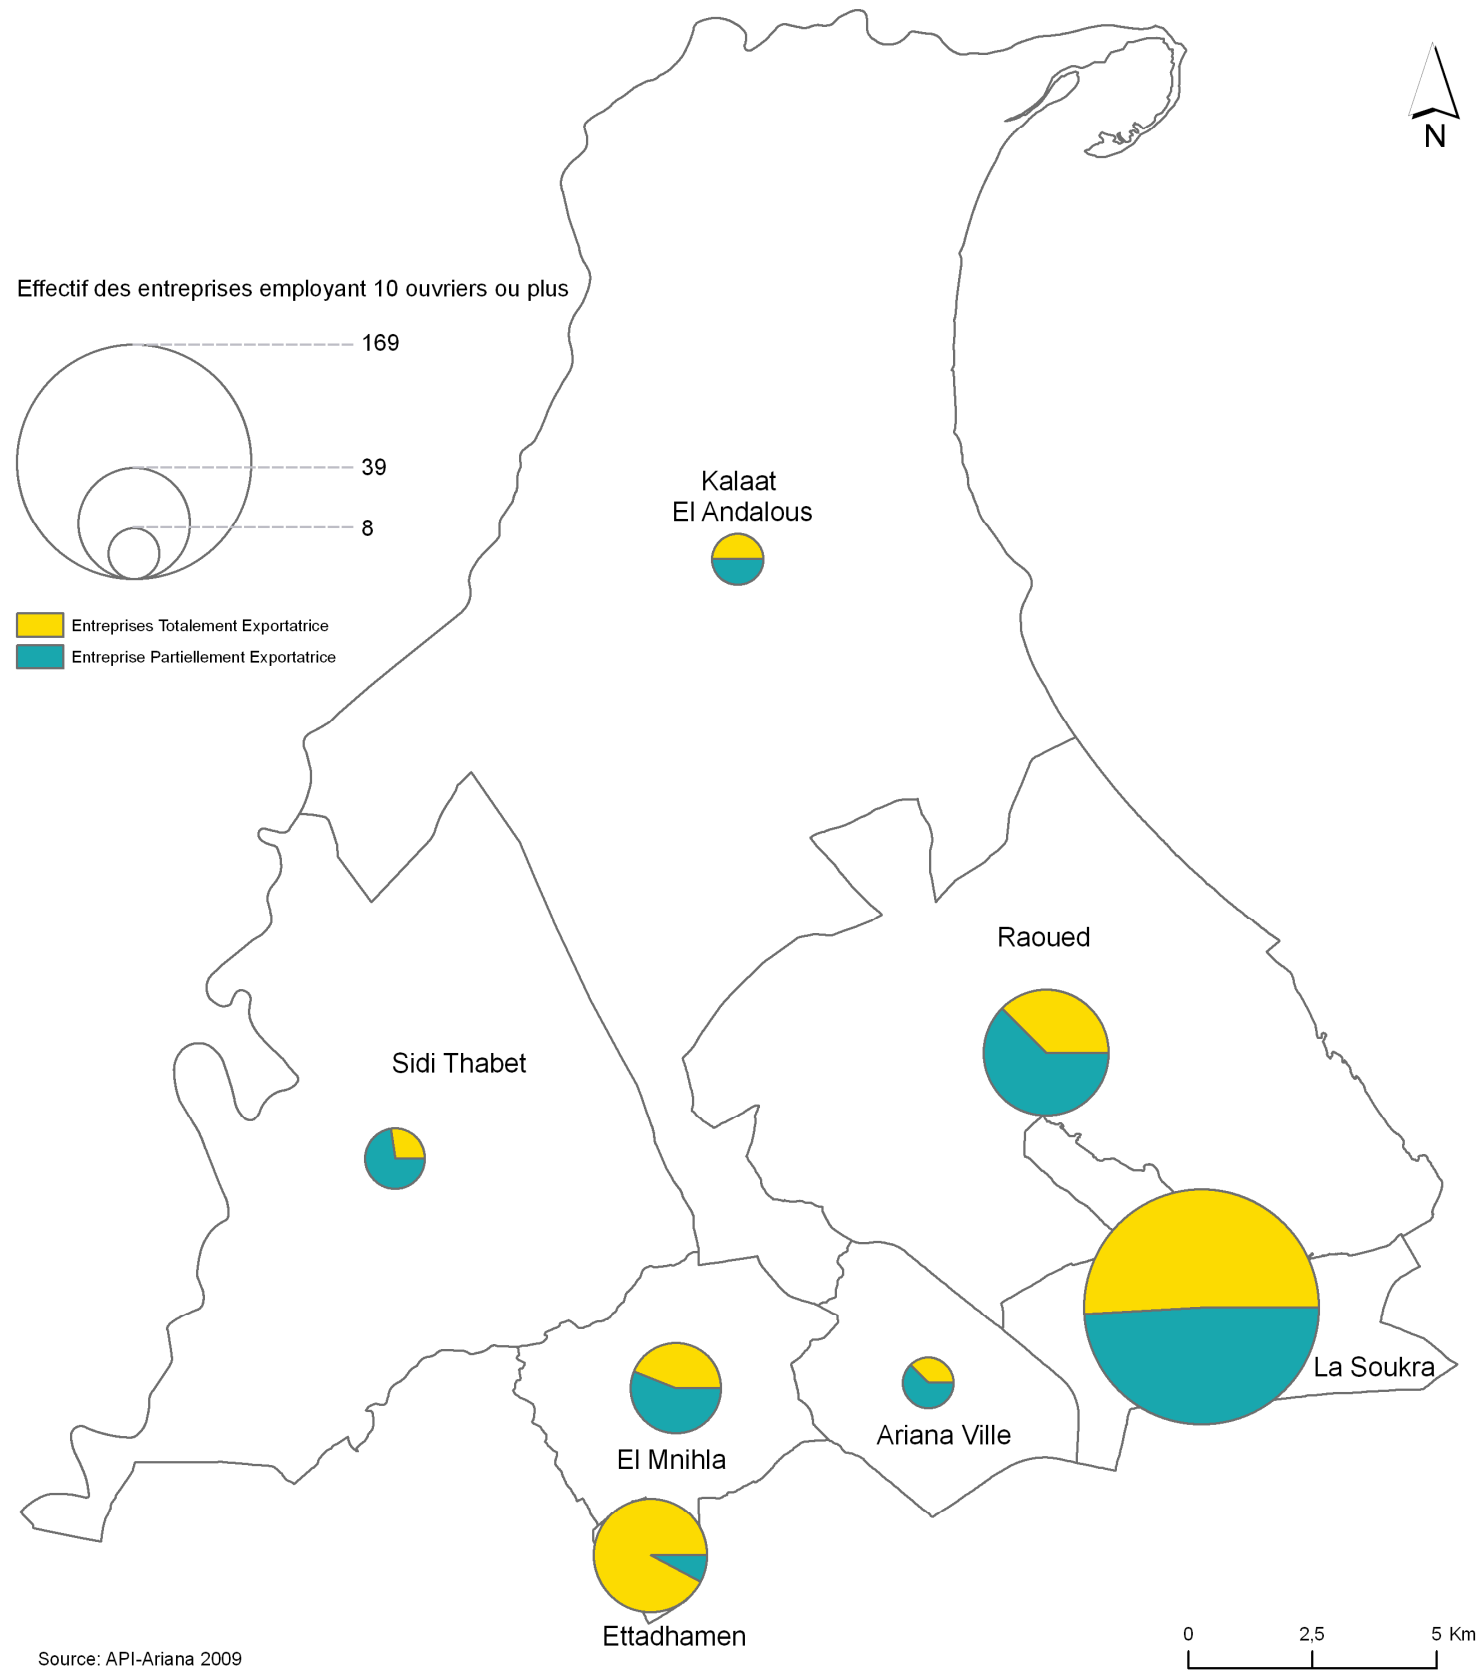 N
Effectif des entreprises employant 10 ouvriers ou plus
169
39
8
Entreprises Totalement Exportatrice
Entreprise Partiellement Exportatrice
Kalaat
El Andalous
Raoued
Sidi Thabet
La Soukra
Ariana Ville
El Mnihla
Ettadhamen
0 2,5 5 Km
Source: API-Ariana 2009